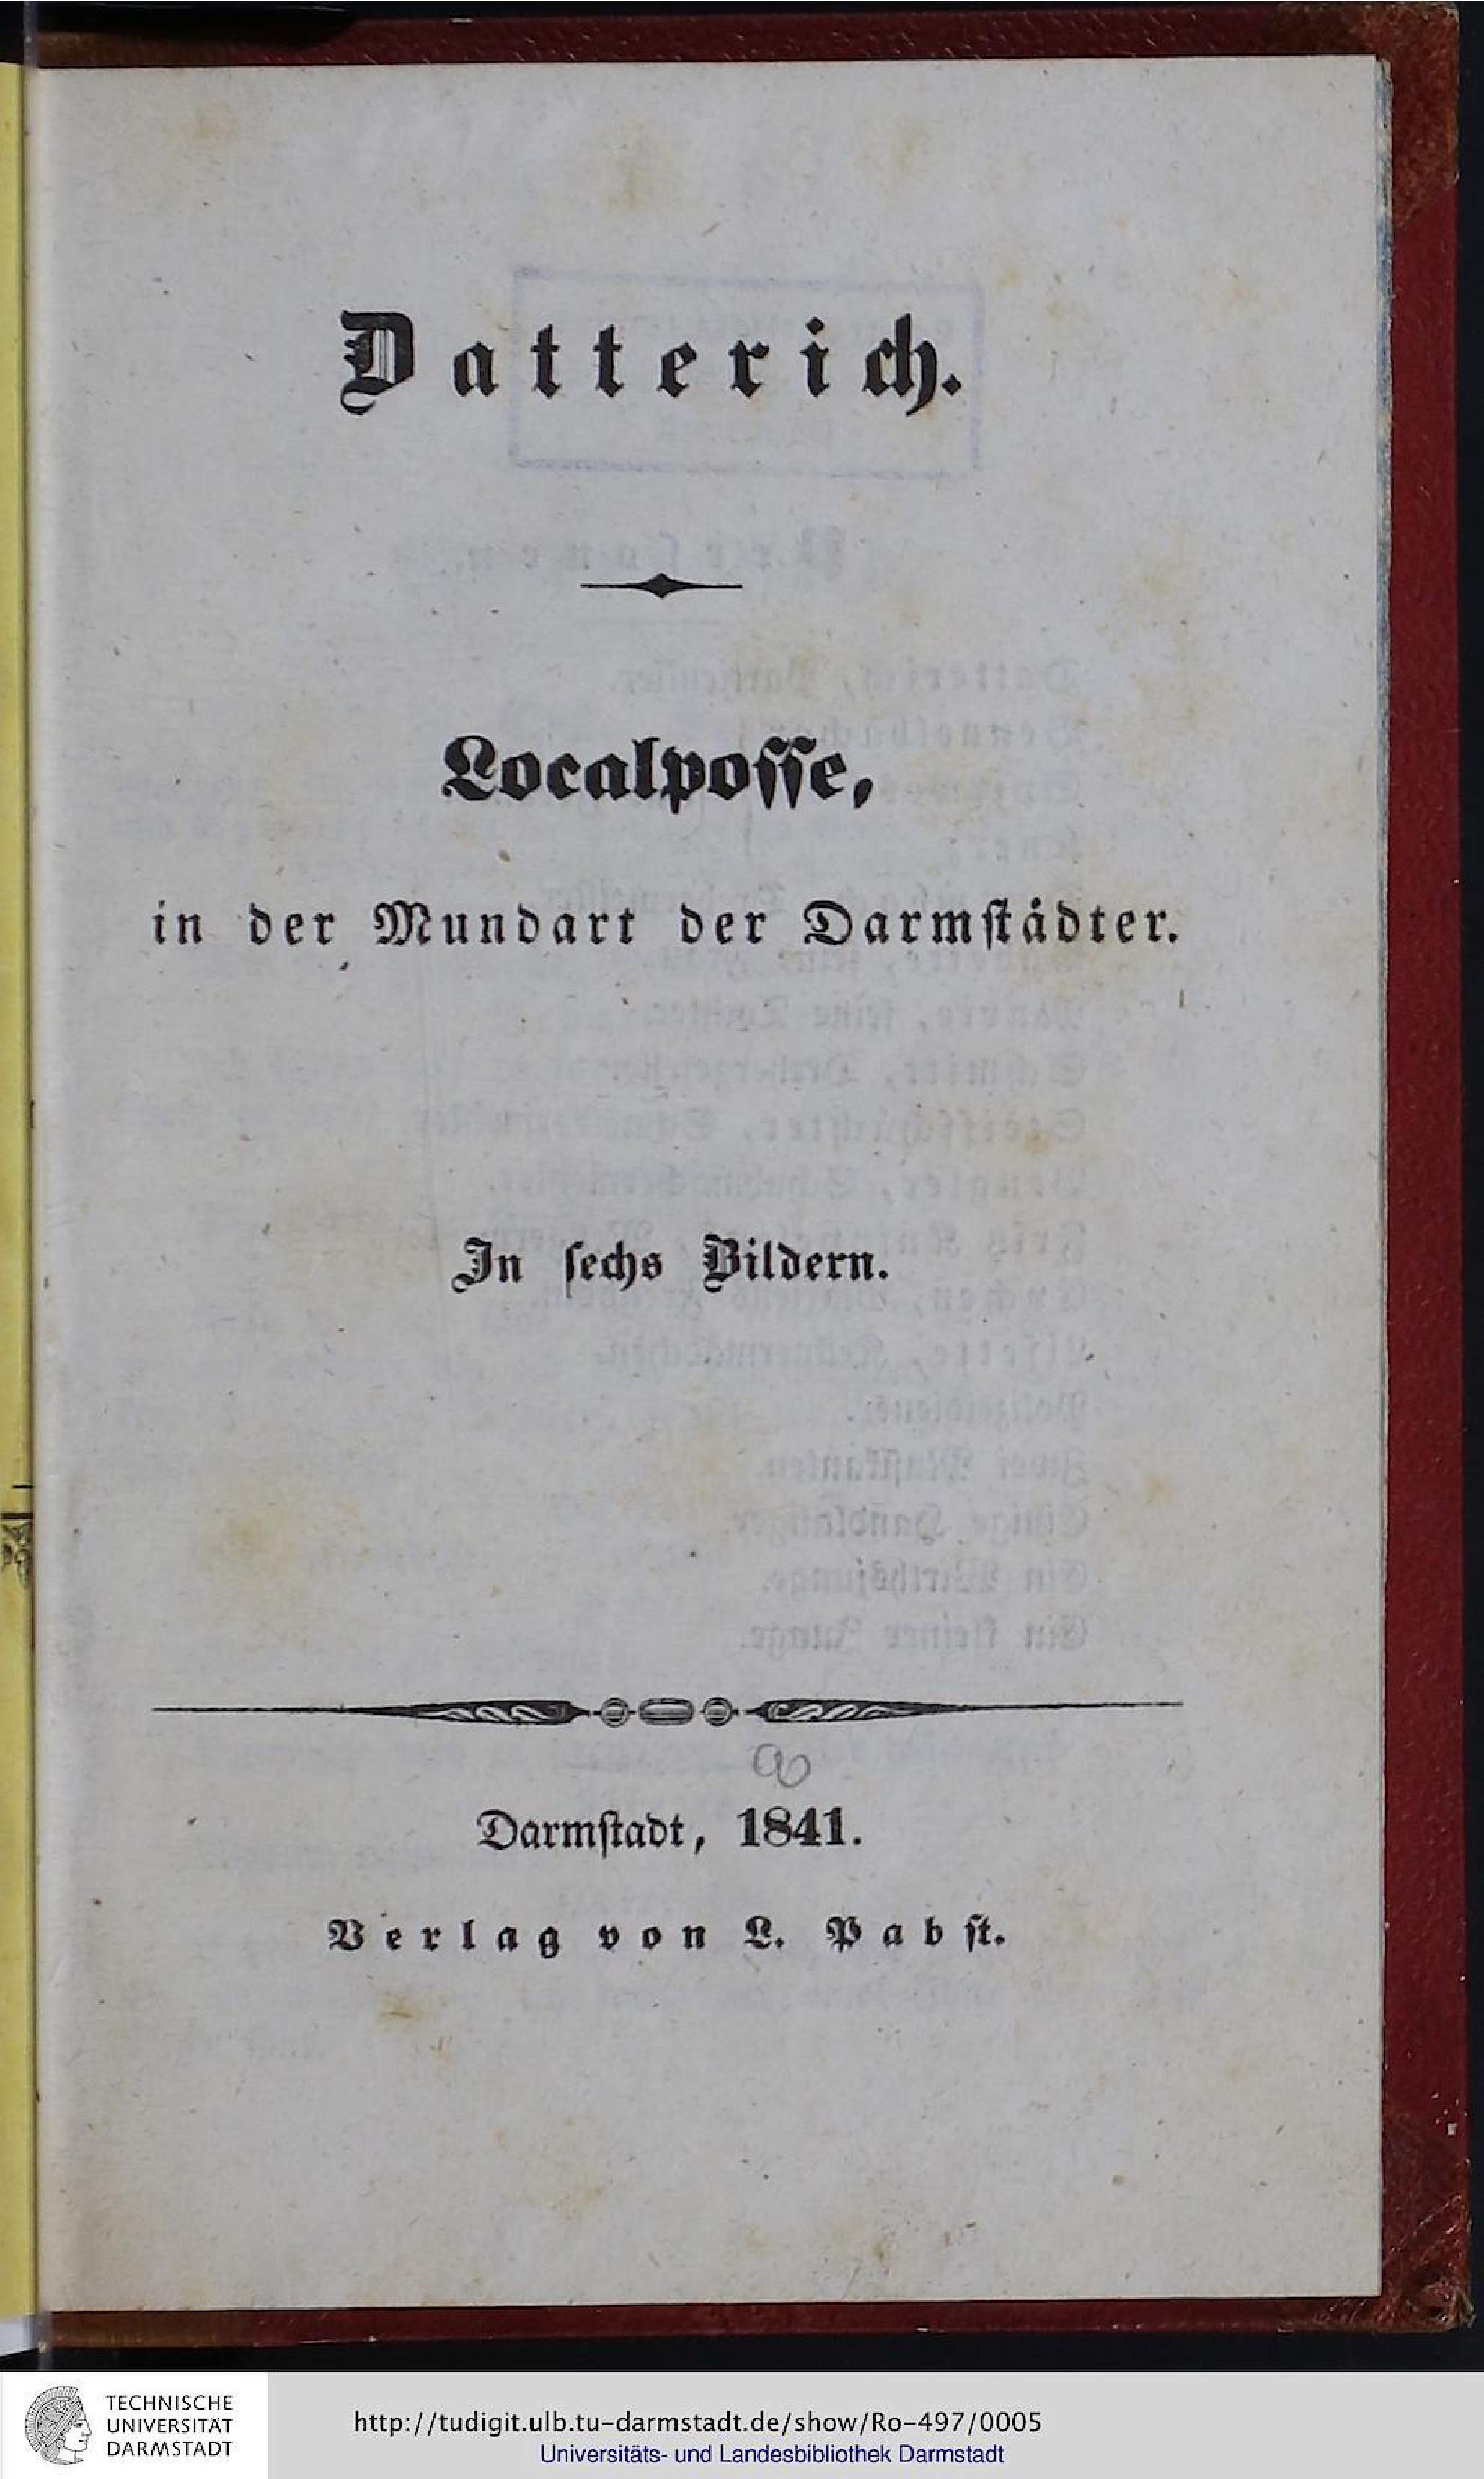 Datterich.
Localposſe,
in der Mundart der Darmſtådter.
In ſechs Bildern.
Darmſtadt, 1841.
Verlag von L. Pabſt.
TECHNISCHE
UNIVERSITÄT
DARMSTADT
http://tudigit.ulb.tu-darmstadt.de/show/Ro-497/0005
Universitäts- und Landesbibliothek Darmstadt